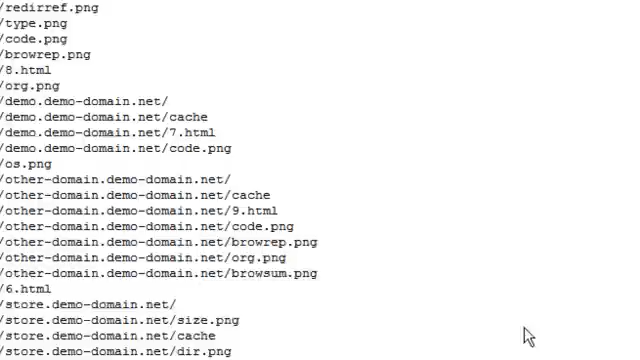 /redirref.png
/type.png
/code.png
/browrep.png
/8.html
/org.png
/demo.demo-domain.net/
/demo.demo-domain.net/cache
/demo.demo-domain.net/7.html
/demo.demo-domain.net/code.png
/os.png
/other-domain.demo-domain.net/
/other-domain.demo-domain.net/cache
/other-domain.demo-domain.net/9.html
/other-domain.demo-domain.net/code.png
/other-domain.demo-domain.net/browrep.png
/other-domain.demo-domain.net/org.png
/other-domain.demo-domain.net/browsum.png
/6.html
/store.demo-domain.net/
/store.demo-domain.net/size.png
/store.demo-domain.net/cache
/store.demo-domain.net/dir.png